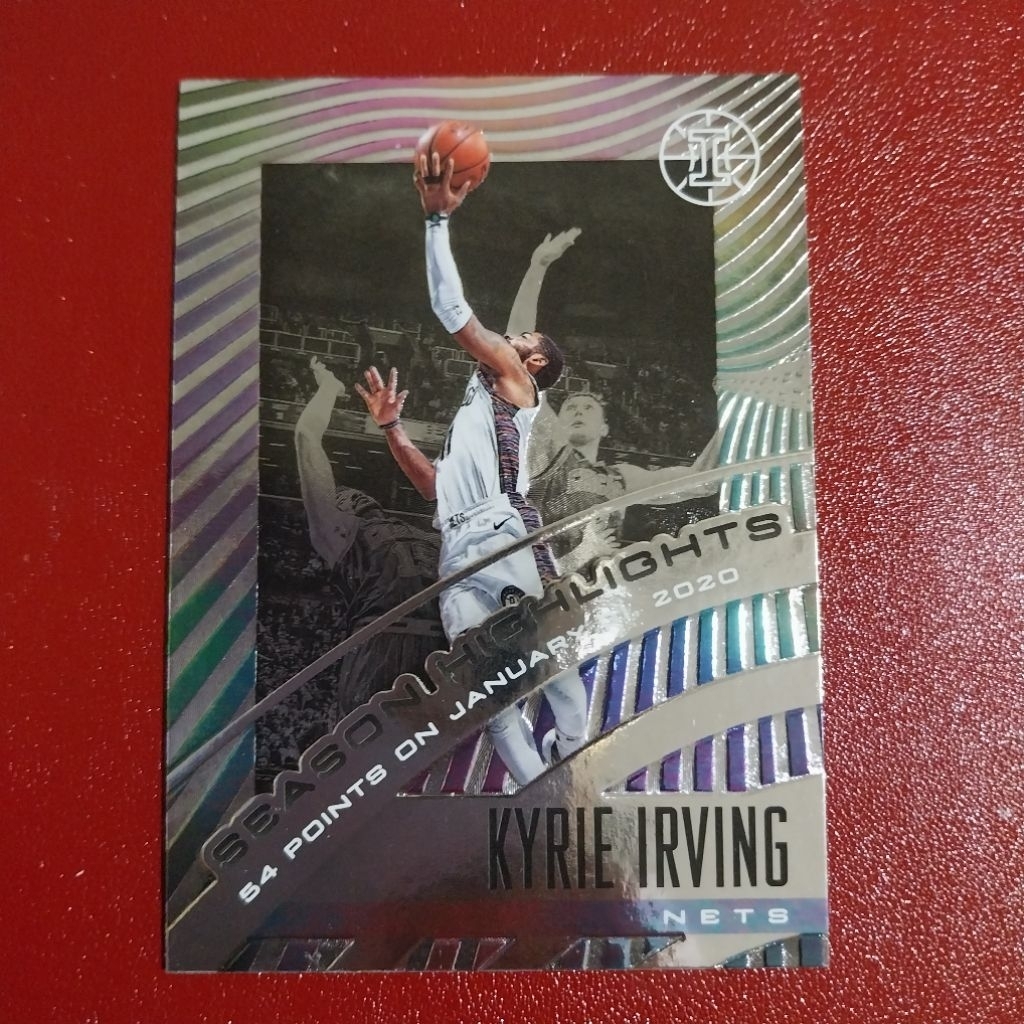 SEASON HIGHLIGHTS
54 POINTS ON JANUARY 2020
KYRIE IRVING
NETS